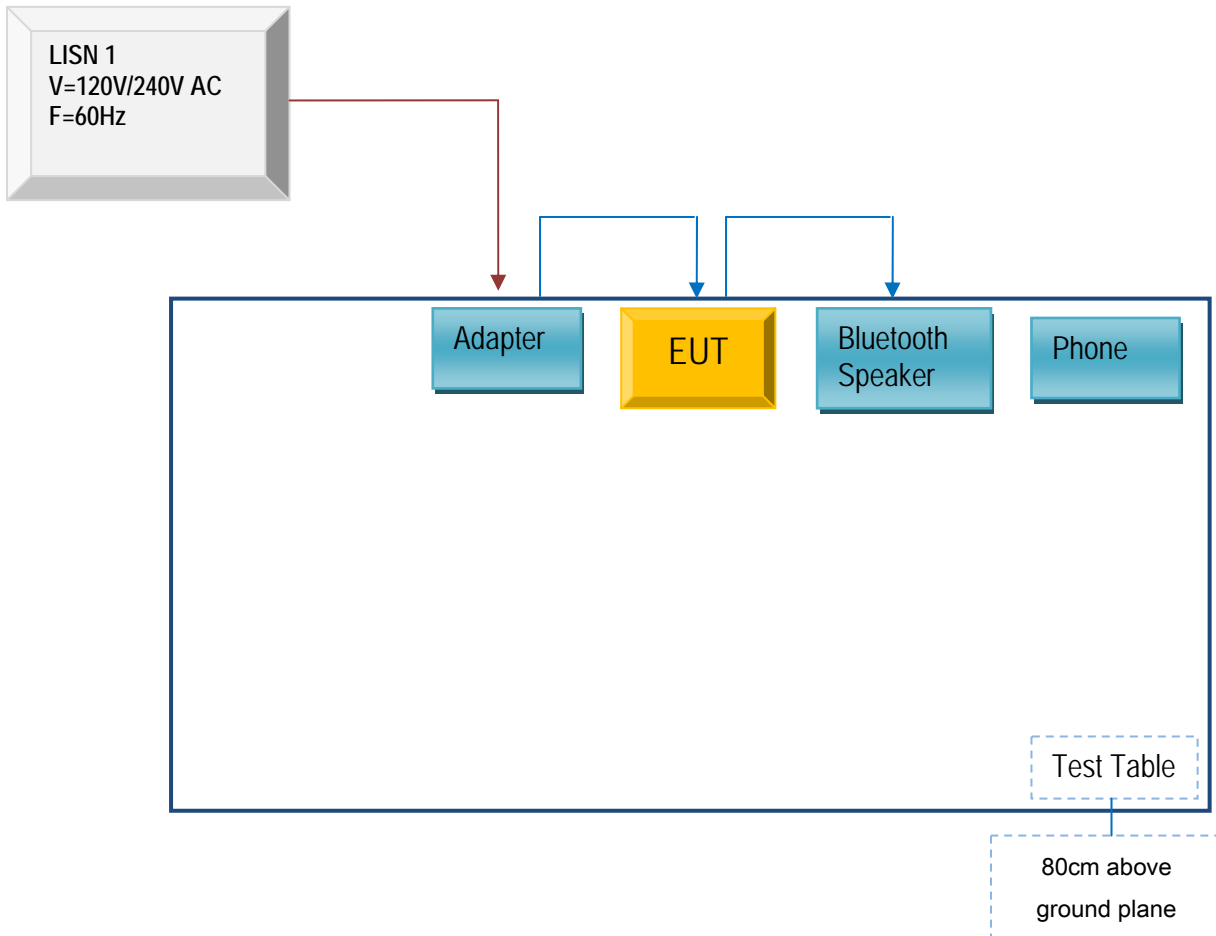 LISN 1
V=120V/240V AC
F=60Hz
Adapter
EUT
Bluetooth
Speaker
Phone
Test Table
80cm above
ground plane